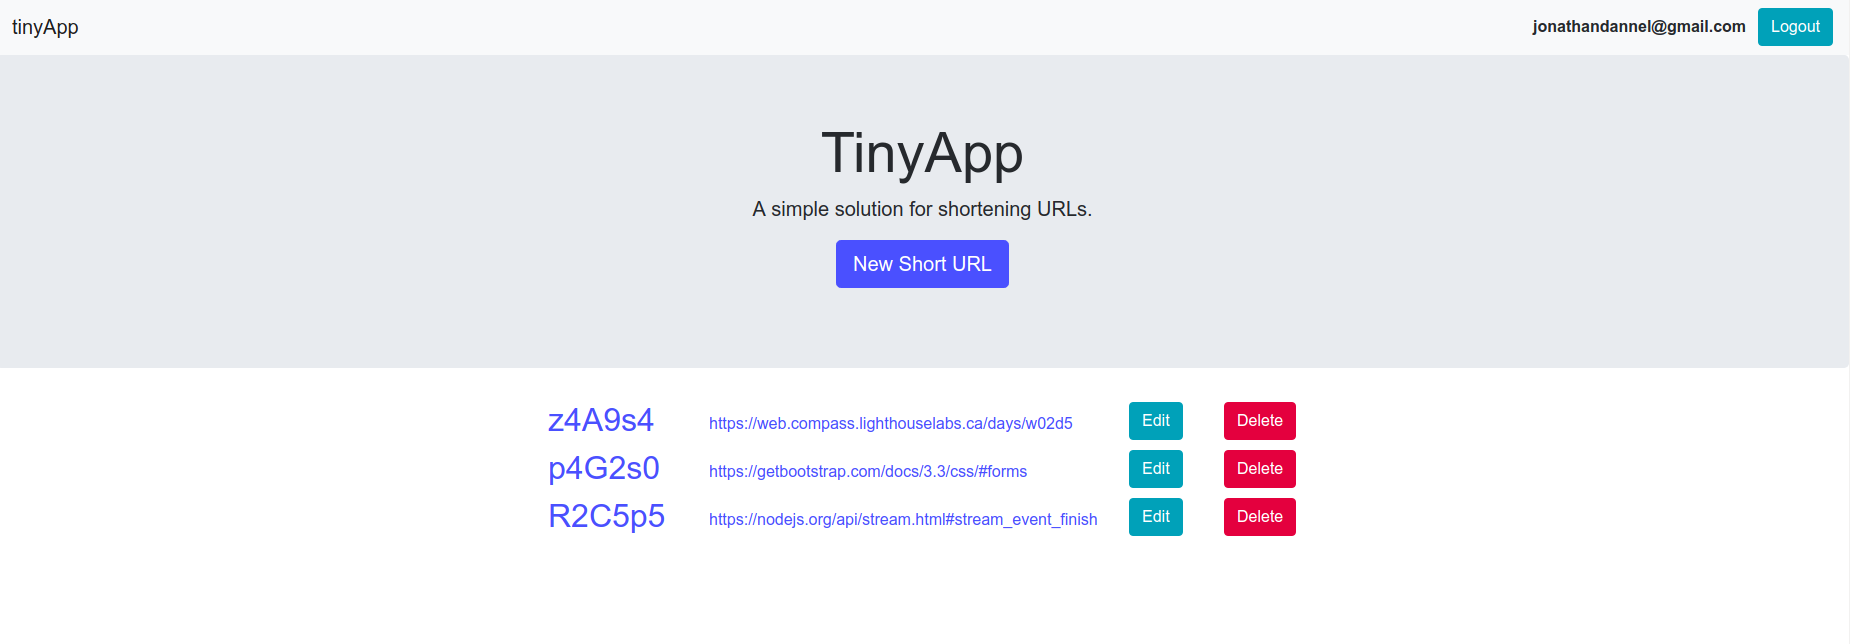 tinyApp jonathandannel@gmail.com Logout
TinyApp
A simple solution for shortening URLs.
New Short URL
z4A9s4 https://web.compass.lighthouselabs.ca/days/w02d5 Edit Delete
p4G2s0 https://getbootstrap.com/docs/3.3/css/#forms Edit Delete
R2C5p5 https://nodejs.org/api/stream.html#stream_event_finish Edit Delete